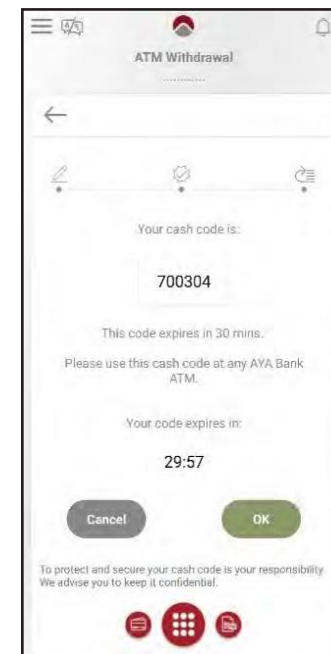 ATM Withdrawal
Your cash code is:
700304
This code expires in 30 mins.
Please use this cash code at any AYA Bank
ATM.
Your code expires in:
29:57
Cancel
OK
To protect and secure your cash code is your responsibility
We advise you to keep it confidential.